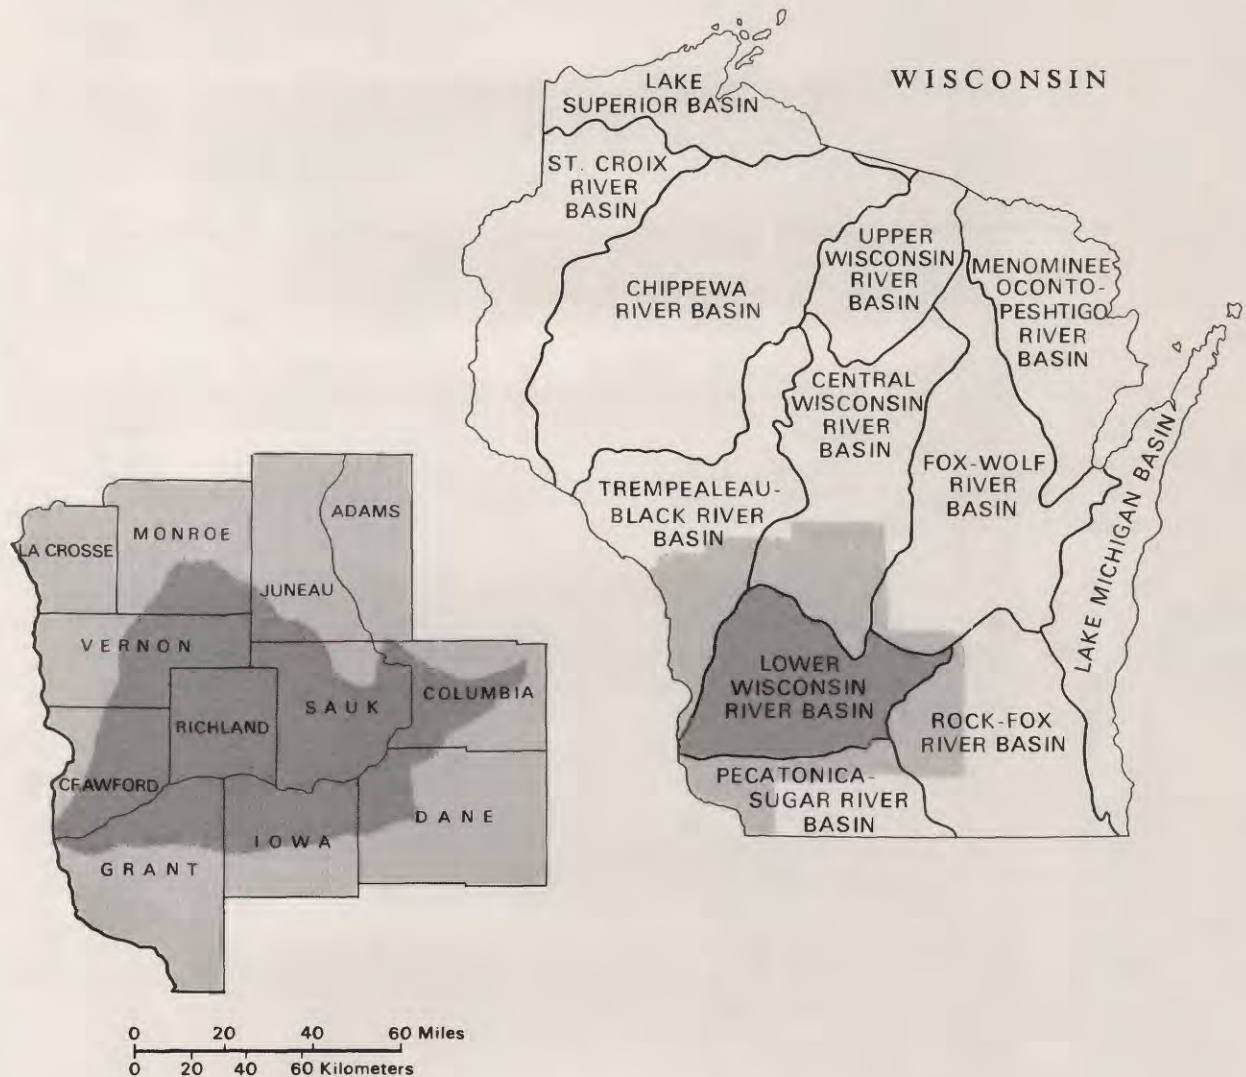 WISCONSIN
LAKE
SUPERIOR BASIN
ST. CROIX
RIVER
BASIN
CHIPPEWA
RIVER BASIN
UPPER
WISCONSIN
RIVER
BASIN
MENOMINEE-
OCONTO-
PESHTIGO
RIVER
BASIN
CENTRAL
WISCONSIN
RIVER
BASIN
TREMPEALEAU-
BLACK RIVER
BASIN
FOX-WOLF
RIVER
BASIN
LAKE MICHIGAN BASIN
LOWER
WISCONSIN
RIVER BASIN
ROCK-FOX
RIVER BASIN
PECATONICA-
SUGAR RIVER
BASIN
LA CROSSE
MONROE
ADAMS
JUNEAU
VERNON
RICHLAND
SAUK
COLUMBIA
CRAWFORD
GRANT
IOWA
DANE
0 20 40 60 Miles
0 20 40 60 Kilometers